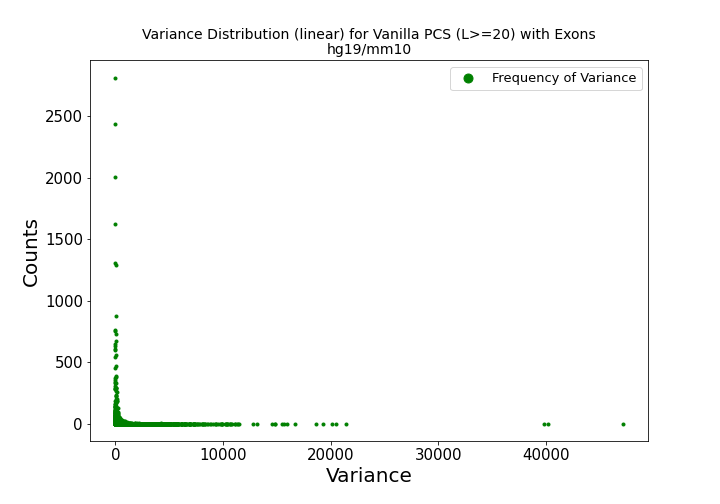 Variance Distribution (linear) for Vanilla PCS (L>=20) with Exons
hg19/mm10
Frequency of Variance
2500
2000
1500
1000
500
0
Counts
0 10000 20000 30000 40000
Variance